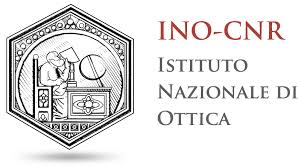 INO-CNR
ISTITUTO
NAZIONALE DI
OTTICA